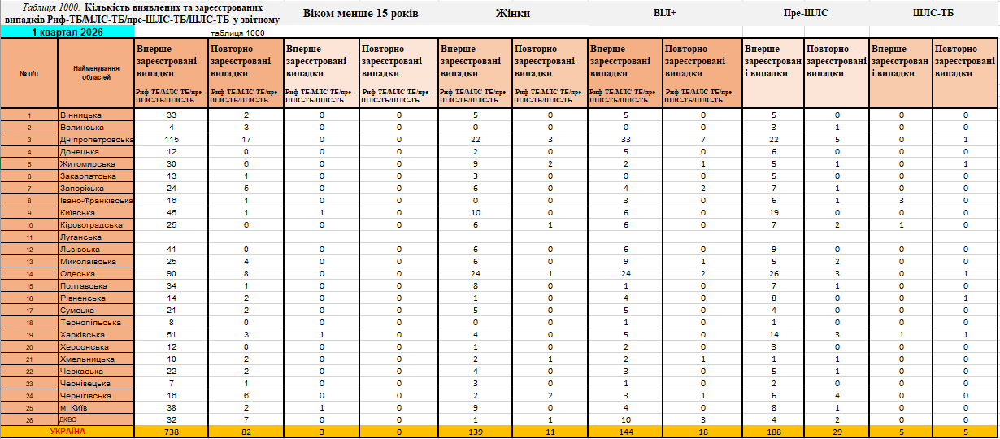 Таблиця 1000. Кількість виявлених та зареєстрованих випадків Риф-ТБ/МЛС-ТБ/пре-ШЛС-ТБ/ШЛС-ТБ у звітному Віком менше 15 років Жінки ВІЛ+ Пре-ШЛС ШЛС-ТБ
1 квартал 2026 таблиця 1000
№ п/п Найменування областей Вперше зареєстровані випадки Риф-ТБ/МЛС-ТБ/пре-ШЛС-ТБ/ШЛС-ТБ Повторно зареєстровані випадки Риф-ТБ/МЛС-ТБ/пре-ШЛС-ТБ/ШЛС-ТБ Вперше зареєстровані випадки Риф-ТБ/МЛС-ТБ/пре-ШЛС-ТБ/ШЛС-ТБ Повторно зареєстровані випадки Риф-ТБ/МЛС-ТБ/пре-ШЛС-ТБ/ШЛС-ТБ Вперше зареєстровані випадки Риф-ТБ/МЛС-ТБ/пре-ШЛС-ТБ/ШЛС-ТБ Повторно зареєстровані випадки Риф-ТБ/МЛС-ТБ/пре-ШЛС-ТБ/ШЛС-ТБ Вперше зареєстровані випадки Риф-ТБ/МЛС-ТБ/пре-ШЛС-ТБ/ШЛС-ТБ Повторно зареєстровані випадки Риф-ТБ/МЛС-ТБ/пре-ШЛС-ТБ/ШЛС-ТБ Вперше зареєстровані випадки Повторно зареєстровані випадки Вперше зареєстровані випадки Повторно зареєстровані випадки
1 Вінницька 33 2 0 0 5 0 5 0 5 0 0 0
2 Волинська 4 3 0 0 0 0 0 0 3 1 0 0
3 Дніпропетровська 115 17 0 0 22 3 33 7 22 5 0 1
4 Донецька 12 0 0 0 2 0 5 0 6 0 0 0
5 Житомирська 30 6 0 0 9 2 2 1 5 1 0 1
6 Закарпатська 13 1 0 0 3 0 0 0 5 0 0 0
7 Запорізька 24 5 0 0 6 0 4 2 7 1 0 0
8 Івано-Франківська 16 1 0 0 0 0 3 0 6 1 3 0
9 Київська 45 1 1 0 10 0 6 0 19 0 0 0
10 Кіровоградська 25 6 0 0 6 1 6 0 7 2 1 0
11 Луганська
12 Львівська 41 0 0 0 6 0 6 0 9 0 0 0
13 Миколаївська 25 4 0 0 6 0 9 1 5 2 0 0
14 Одеська 90 8 0 0 24 1 24 2 26 3 0 1
15 Полтавська 34 1 0 0 8 0 1 0 7 1 0 0
16 Рівненська 14 2 0 0 1 0 4 0 8 0 0 1
17 Сумська 21 2 0 0 5 0 5 0 4 0 0 0
18 Тернопільська 8 0 0 0 0 0 1 0 1 0 0 0
19 Харківська 51 3 1 0 4 0 5 0 14 3 1 1
20 Херсонська 12 0 0 0 1 0 2 0 3 0 0 0
21 Хмельницька 10 2 0 0 2 1 2 1 1 1 0 0
22 Черкаська 22 2 0 0 4 0 3 0 5 1 0 0
23 Чернівецька 7 1 0 0 3 0 1 0 2 0 0 0
24 Чернігівська 16 6 0 0 2 2 3 1 6 4 0 0
25 м. Київ 38 2 1 0 9 0 4 0 8 1 0 0
26 ДКВС 32 7 0 0 1 1 10 3 4 2 0 0
УКРАЇНА 738 82 3 0 139 11 144 18 188 29 5 5